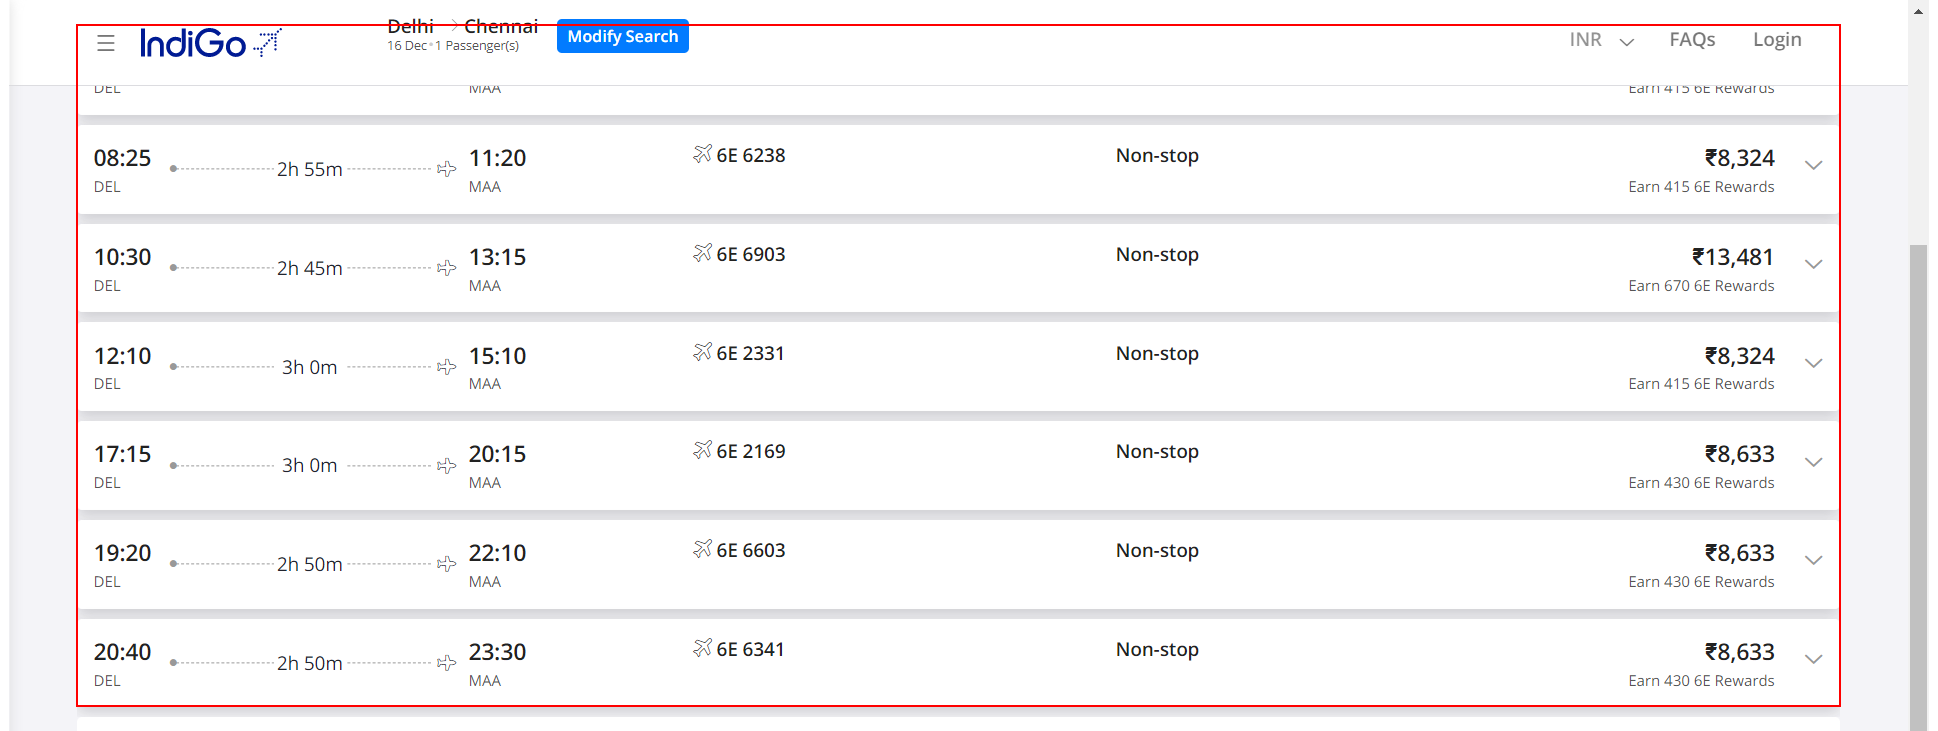 Delhi Chennai
16 Dec 1 Passenger(s)
Modify Search
IndiGo
INR
FAQs
Login
DEL MAA Earn 415 6E Rewards
08:25 2h 55m 11:20 6E 6238 Non-stop ₹8,324
DEL MAA Earn 415 6E Rewards
10:30 2h 45m 13:15 6E 6903 Non-stop ₹13,481
DEL MAA Earn 670 6E Rewards
12:10 3h 0m 15:10 6E 2331 Non-stop ₹8,324
DEL MAA Earn 415 6E Rewards
17:15 3h 0m 20:15 6E 2169 Non-stop ₹8,633
DEL MAA Earn 430 6E Rewards
19:20 2h 50m 22:10 6E 6603 Non-stop ₹8,633
DEL MAA Earn 430 6E Rewards
20:40 2h 50m 23:30 6E 6341 Non-stop ₹8,633
DEL MAA Earn 430 6E Rewards